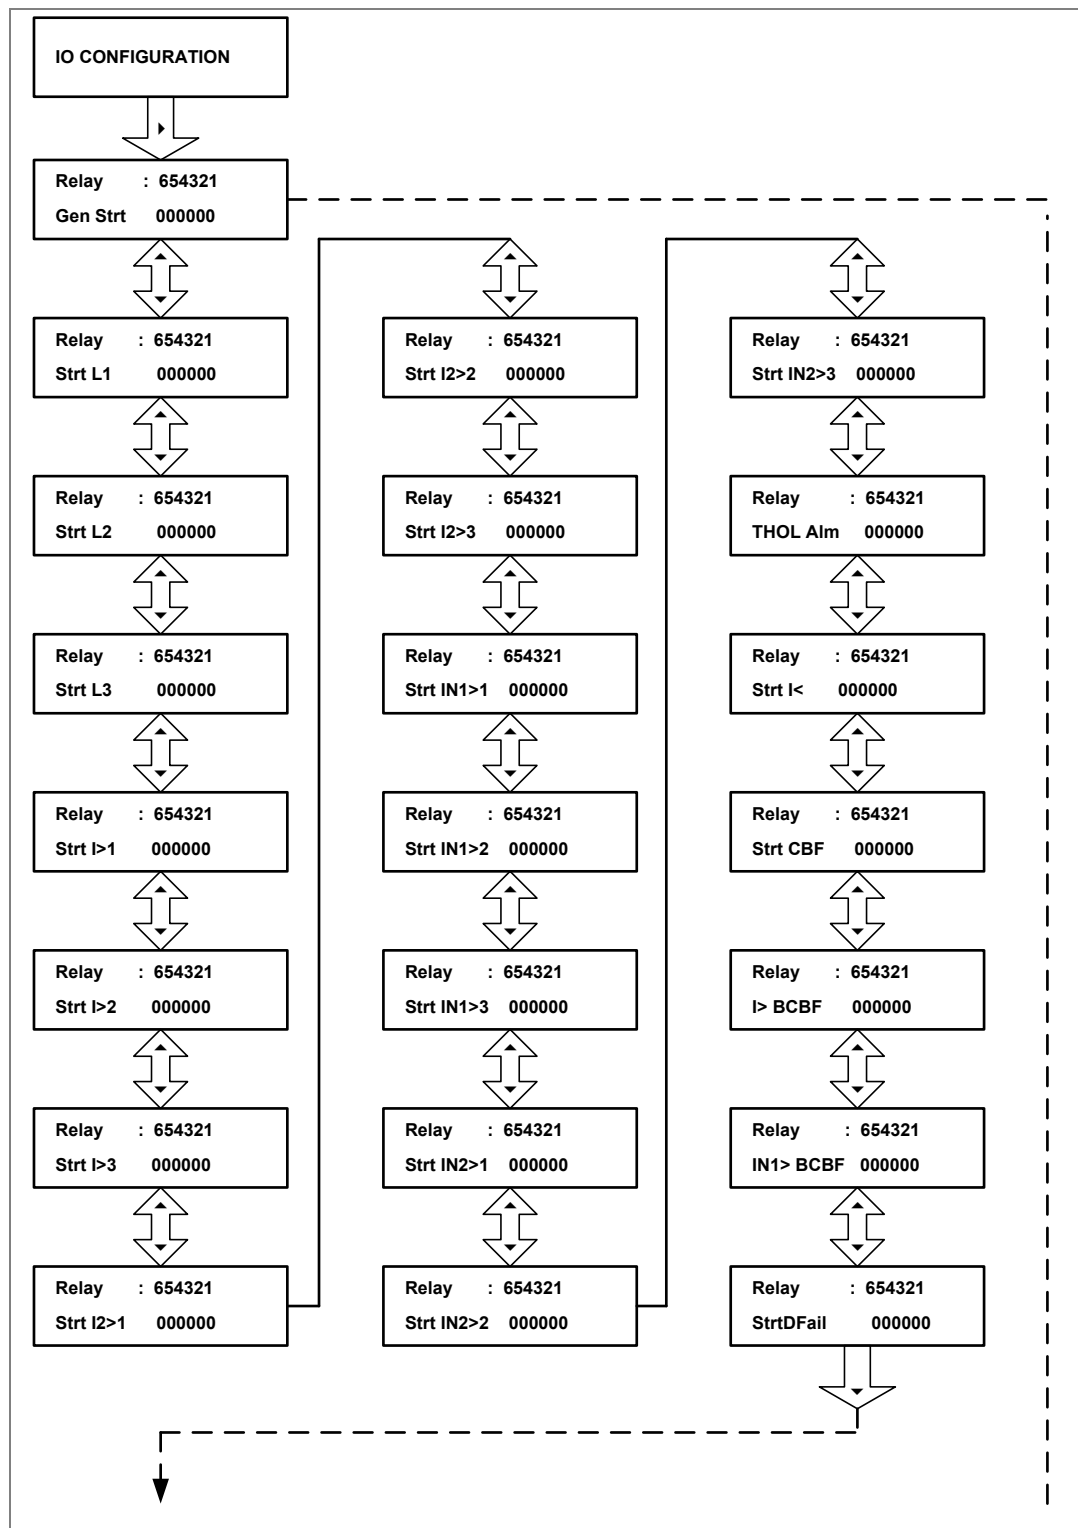 IO CONFIGURATION
Relay : 654321
Gen Strt 000000
Relay : 654321
Strt L1 000000
Relay : 654321
Strt L2 000000
Relay : 654321
Strt L3 000000
Relay : 654321
Strt I>1 000000
Relay : 654321
Strt I>2 000000
Relay : 654321
Strt I>3 000000
Relay : 654321
Strt I2>1 000000
Relay : 654321
Strt I2>2 000000
Relay : 654321
Strt I2>3 000000
Relay : 654321
Strt IN1>1 000000
Relay : 654321
Strt IN1>2 000000
Relay : 654321
Strt IN1>3 000000
Relay : 654321
Strt IN2>1 000000
Relay : 654321
Strt IN2>2 000000
Relay : 654321
Strt IN2>3 000000
Relay : 654321
THOL Alm 000000
Relay : 654321
Strt I< 000000
Relay : 654321
Strt CBF 000000
Relay : 654321
I> BCBF 000000
Relay : 654321
IN1> BCBF 000000
Relay : 654321
StrtDFail 000000